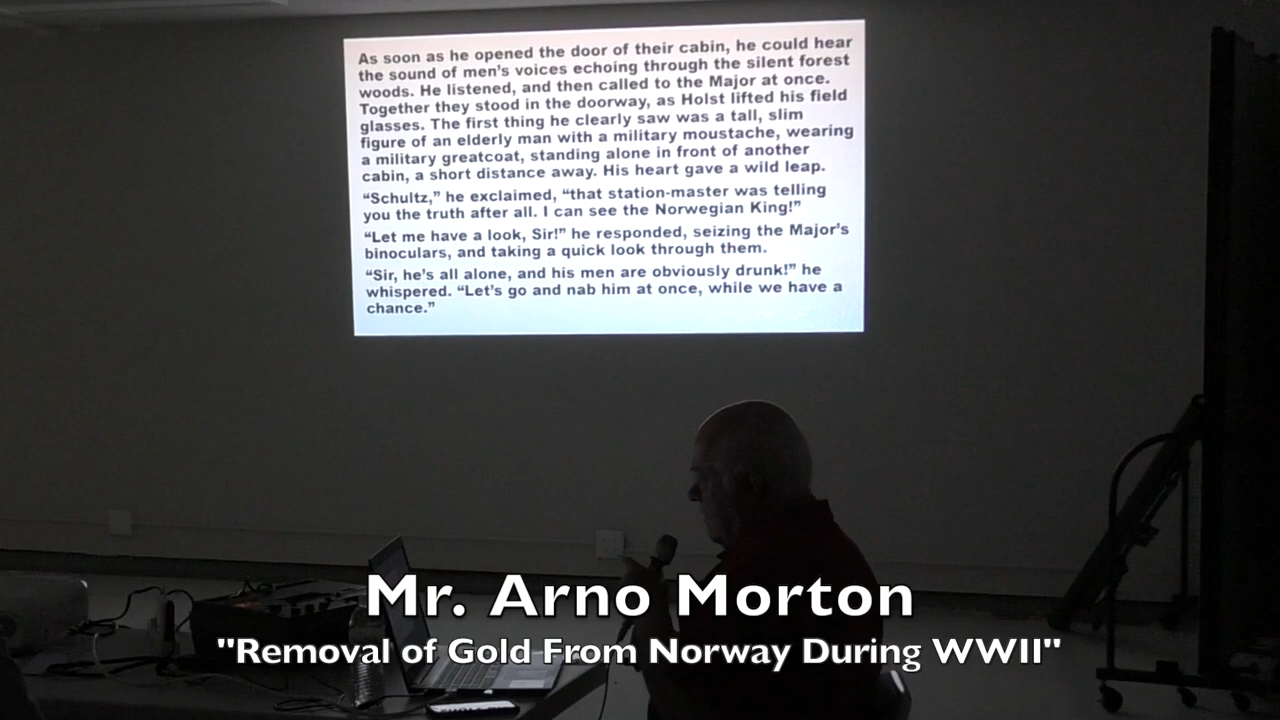 As soon as he opened the door of their cabin, he could hear
the sound of men's voices echoing through the silent forest
woods. He listened, and then called to the Major at once.
Together they stood in the doorway, as Holst lifted his field
glasses. The first thing he clearly saw was a tall, slim
figure of an elderly man with a military moustache, wearing
a military greatcoat, standing alone in front of another
cabin, a short distance away. His heart gave a wild leap.
“Schultz,” he exclaimed, “that station-master was telling
you the truth after all. I can see the Norwegian King!”
“Let me have a look, Sir!” he responded, seizing the Major’s
binoculars, and taking a quick look through them.
“Sir, he’s all alone, and his men are obviously drunk!” he
whispered. “Let’s go and nab him at once, while we have a
chance.”
Mr. Arno Morton
"Removal of Gold From Norway During WWII"